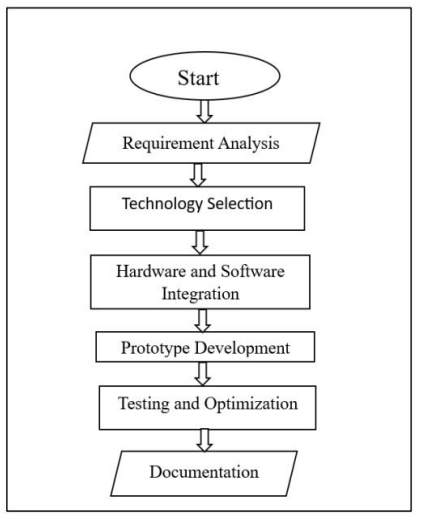 Start
Requirement Analysis
Technology Selection
Hardware and Software
Integration
Prototype Development
Testing and Optimization
Documentation